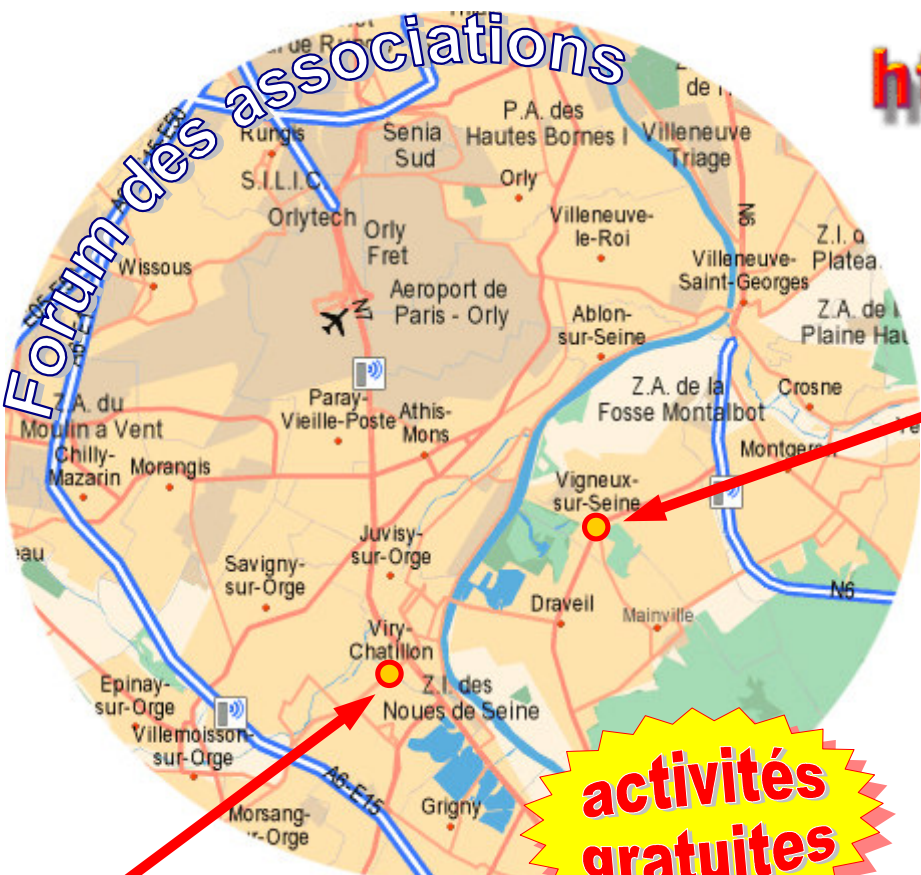 Forum des associations
Rungis
Senia
Sud
P.A. des
Hautes Bornes I
Villeneuve
Triage
S.I.L.I.C.
Orly
Orlytech
Orly
Fret
Villeneuve-
le-Roi
N6
Wissous
Villeneuve-
Saint-Georges
Aeroport de
Paris - Orly
N7
Ablon-
sur-Seine
Z.A. du
Moulin a Vent
Paray-
Vieille-Poste
Athis-
Mons
Z.A. de la
Fosse Montalbot
Crosne
Chilly-
Mazarin
Morangis
Montgeron
Vigneux-
sur-Seine
Juvisy-
sur-Orge
Savigny-
sur-Orge
Draveil
Mainville
N6
Viry-
Chatillon
Z.I. des
Noues de Seine
Epinay-
sur-Orge
Villemoisson-
sur-Orge
A6-E15
Grigny
Morsang-
sur-Orge
activités
gratuites